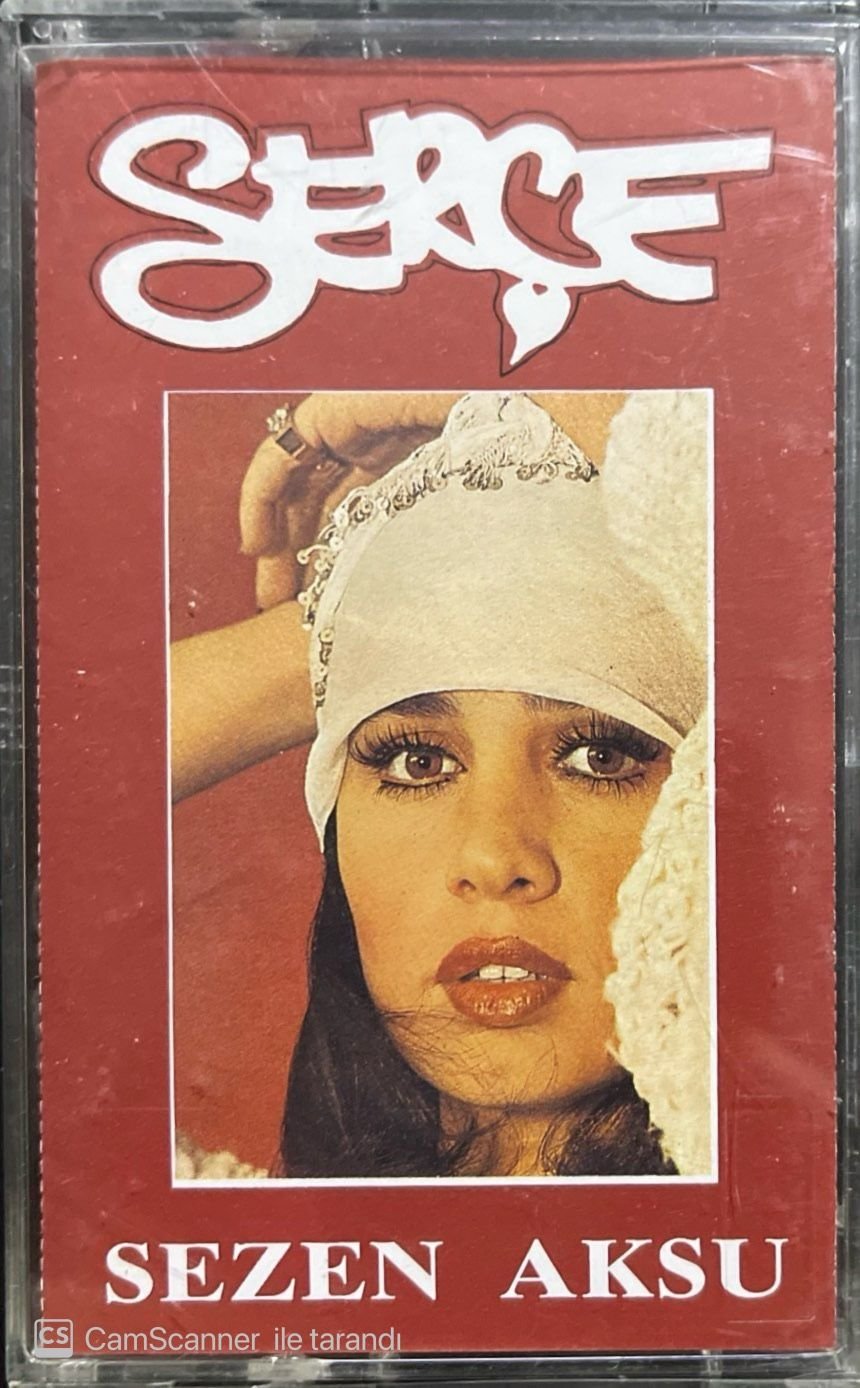 SERÇE
SEZEN AKSU
CS CamScanner ile tarandı